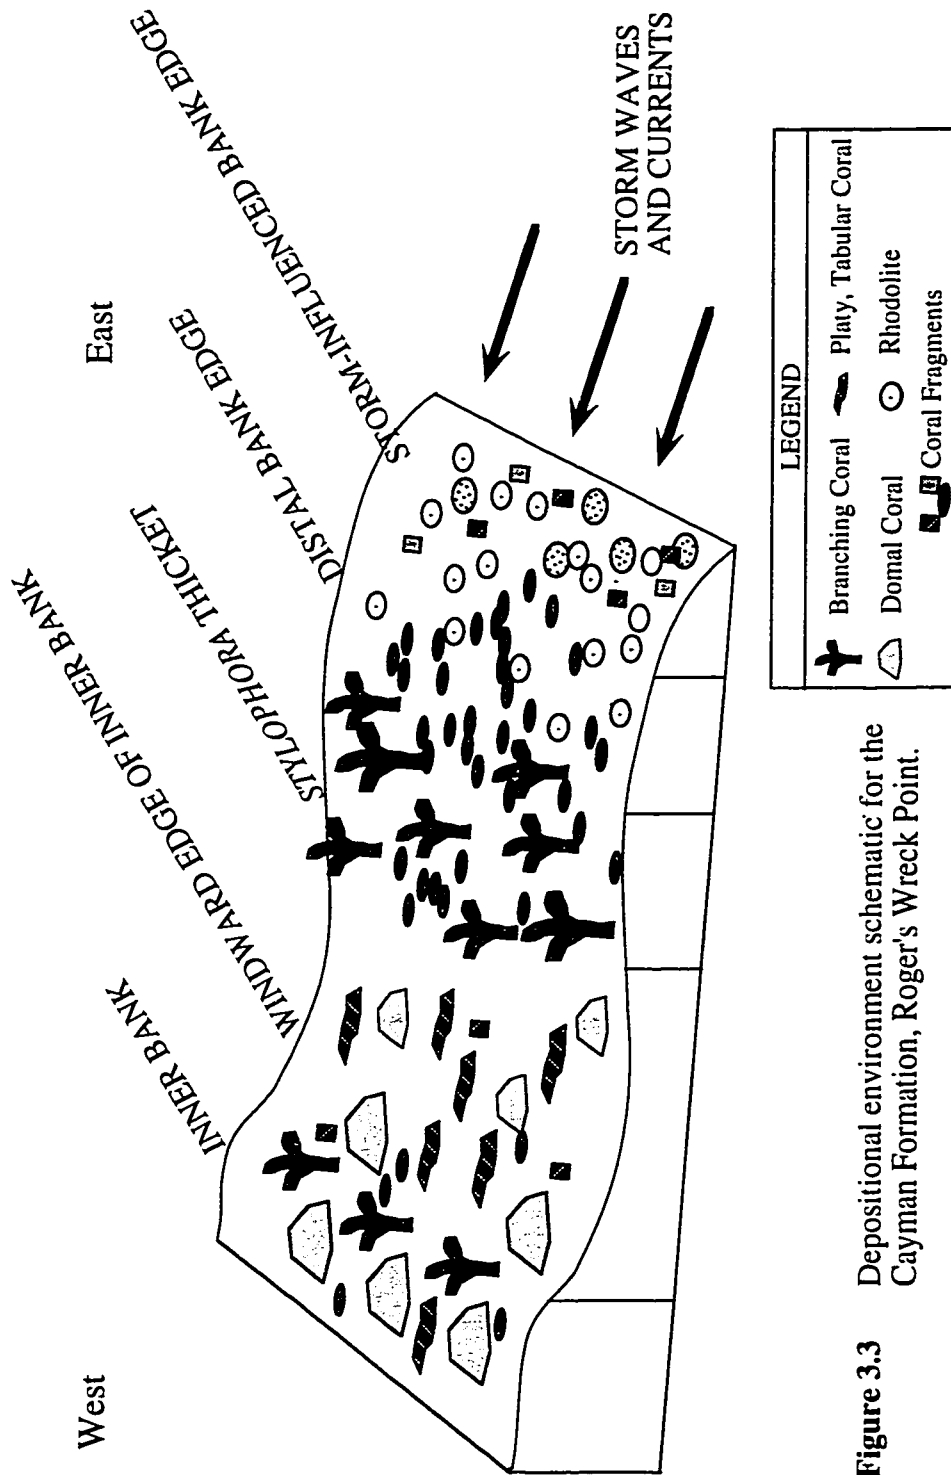 West
East
INNER BANK
WINDWARD EDGE OF INNER BANK
STYLOPHORA THICKET
DISTAL BANK EDGE
STORM-INFLUENCED BANK EDGE
STORM WAVES
AND CURRENTS
LEGEND
Branching Coral
Platy, Tabular Coral
Domal Coral
Rhodolite
Coral Fragments
Figure 3.3 Depositional environment schematic for the
Cayman Formation, Roger's Wreck Point.